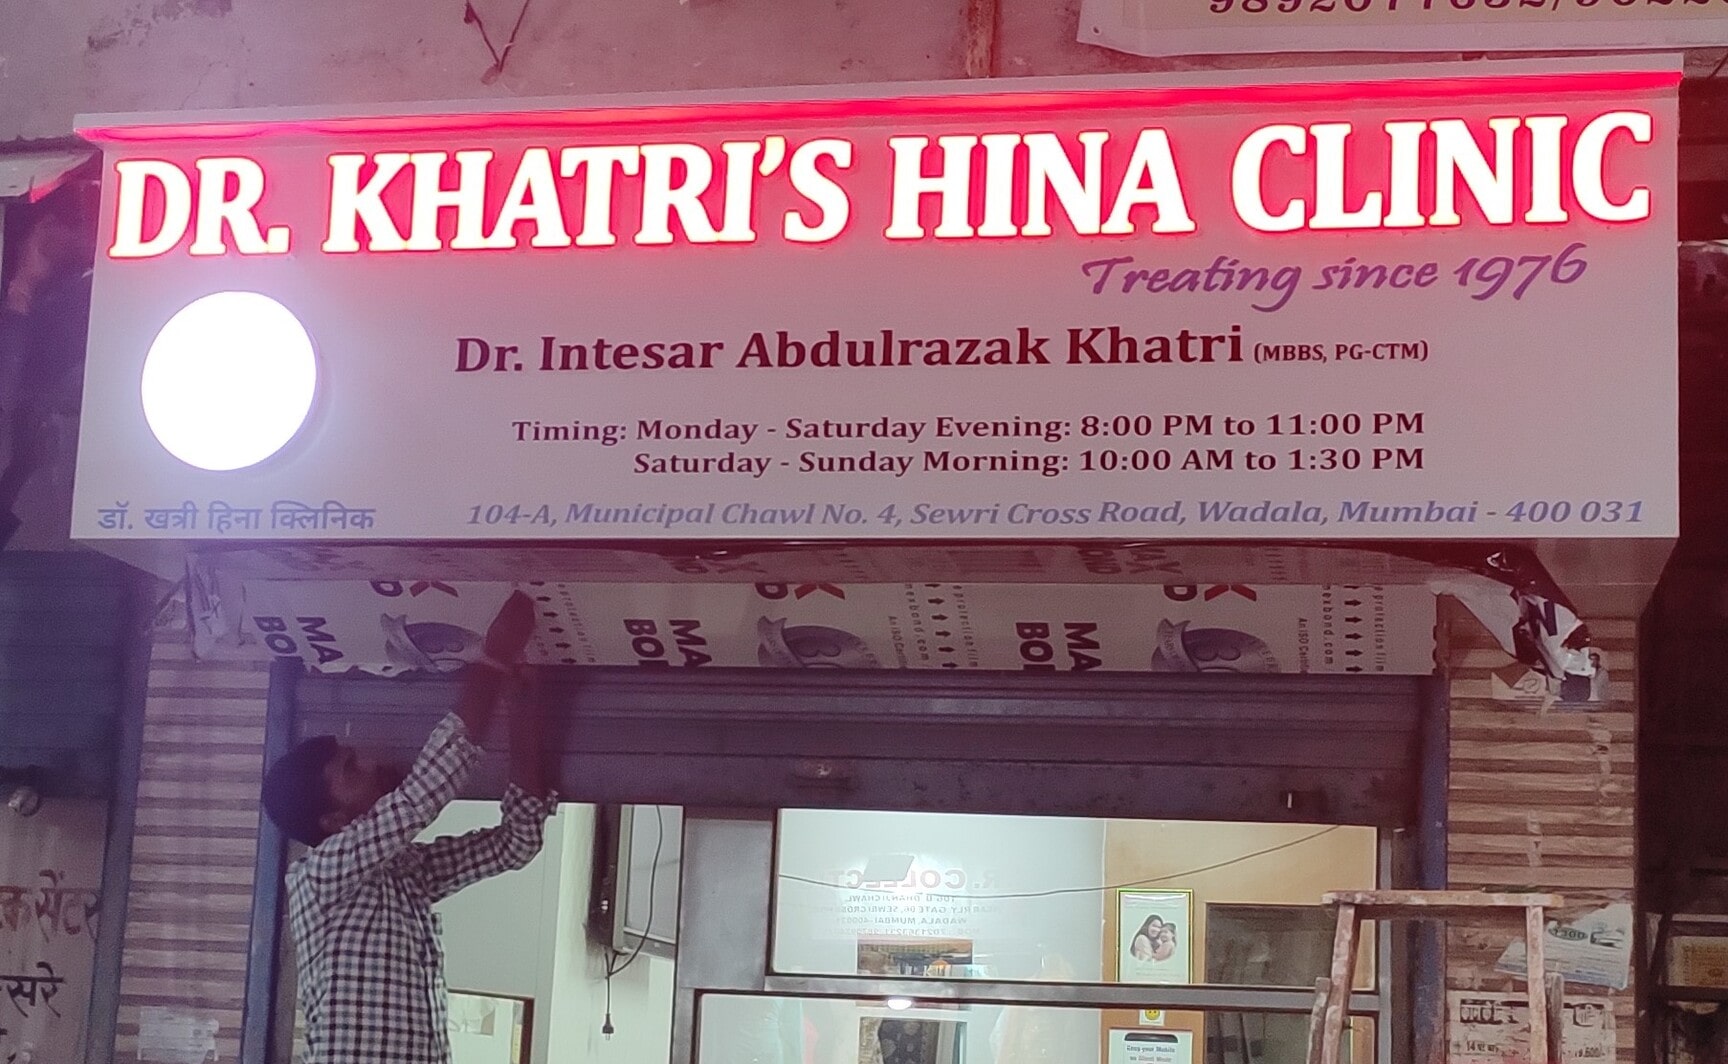 DR. KHATRI'S HINA CLINIC
Treating since 1976
Dr. Intesar Abdulrazak Khatri (MBBS, PG-CTM)
Timing: Monday - Saturday Evening: 8:00 PM to 11:00 PM
Saturday - Sunday Morning: 10:00 AM to 1:30 PM
डॉ. खत्री हिना क्लिनिक
104-A, Municipal Chawl No. 4, Sewri Cross Road, Wadala, Mumbai - 400 031